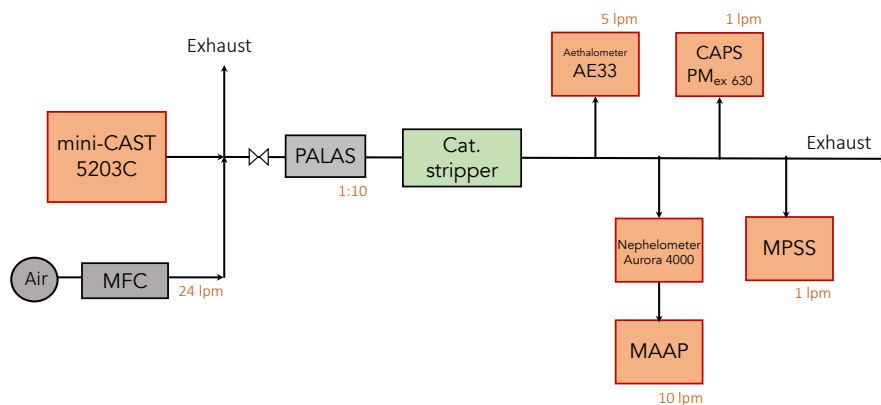 5 lpm
1 lpm
Exhaust
Aethalometer
AE33
CAPS
PMex 630
mini-CAST
5203C
PALAS
Cat.
stripper
Exhaust
1:10
Air
MFC
24 lpm
Nephelometer
Aurora 4000
MPSS
1 lpm
MAAP
10 lpm